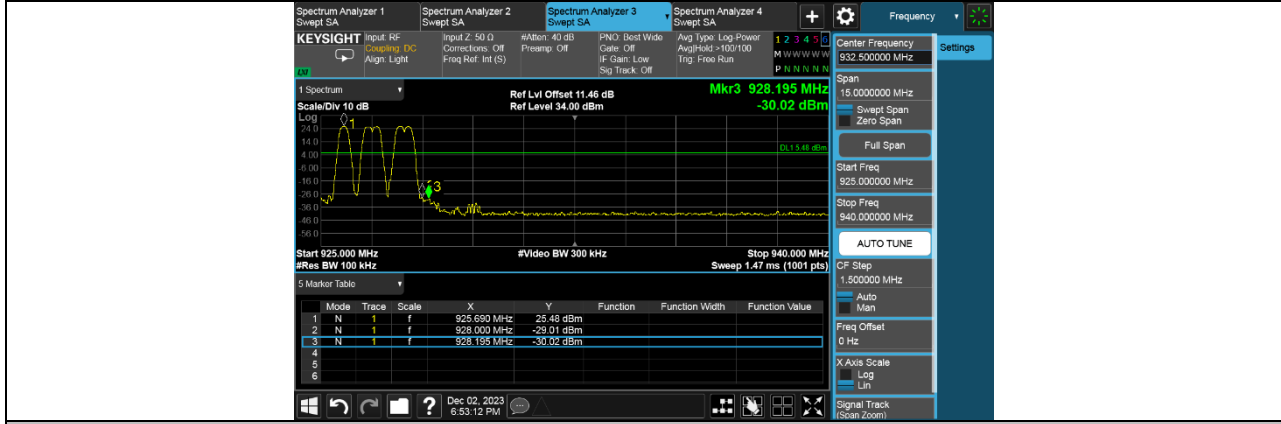 Spectrum Analyzer 1
Swept SA
Spectrum Analyzer 2
Swept SA
Spectrum Analyzer 3
Swept SA
Spectrum Analyzer 4
Swept SA
+
Frequency
KEYSIGHT
Input: RF
Coupling: DC
Align: Light
Input Z: 50 Ω
Corrections: Off
Freq Ref: Int (S)
#Atten: 40 dB
Preamp: Off
PNO: Best Wide
Gate: Off
IF Gain: Low
Sig Track: Off
Avg Type: Log-Power
Avg|Hold:>100/100
Trig: Free Run
1 2 3 4 5 6
M W W W W W
P N N N N N
LXI
1 Spectrum
Scale/Div 10 dB
Ref Lvl Offset 11.46 dB
Ref Level 34.00 dBm
Mkr3 928.195 MHz
-30.02 dBm
Log
24.0
14.0
4.00
-6.00
-16.0
-26.0
-36.0
-46.0
-56.0
1
3
DL1 5.48 dBm
Start 925.000 MHz
#Res BW 100 kHz
#Video BW 300 kHz
Stop 940.000 MHz
Sweep 1.47 ms (1001 pts)
5 Marker Table
Mode Trace Scale X Y Function Function Width Function Value
1 N 1 f 925.690 MHz 25.48 dBm
2 N 1 f 928.000 MHz -29.01 dBm
3 N 1 f 928.195 MHz -30.02 dBm
4
5
6
?
Dec 02, 2023
6:53:12 PM
Center Frequency
932.500000 MHz
Settings
Span
15.0000000 MHz
Swept Span
Zero Span
Full Span
Start Freq
925.000000 MHz
Stop Freq
940.000000 MHz
AUTO TUNE
CF Step
1.500000 MHz
Auto
Man
Freq Offset
0 Hz
X Axis Scale
Log
Lin
Signal Track
(Span Zoom)